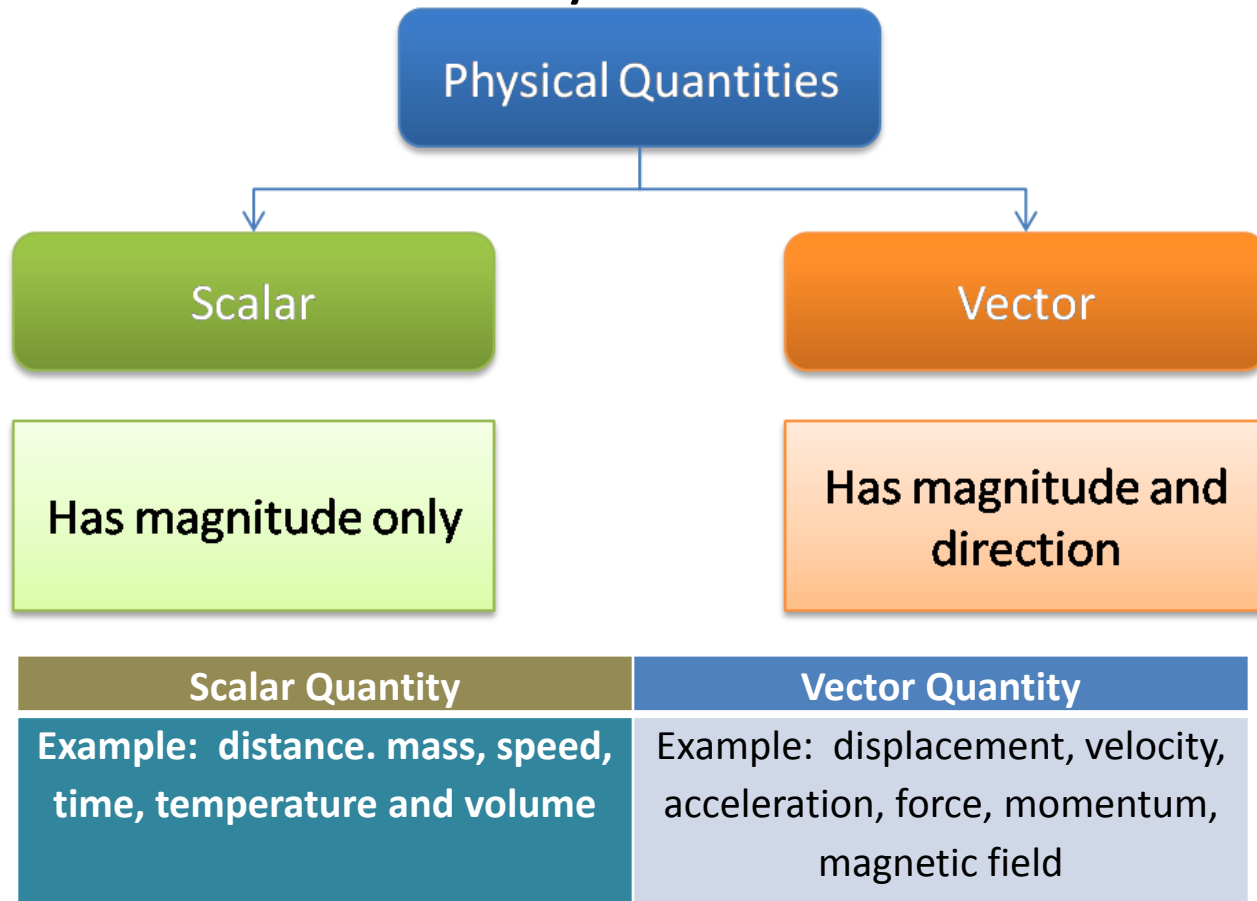 Physical Quantities
Scalar
Vector
Has magnitude only
Has magnitude and
direction
Scalar Quantity
Vector Quantity
Example: distance. mass, speed,
time, temperature and volume
Example: displacement, velocity,
acceleration, force, momentum,
magnetic field